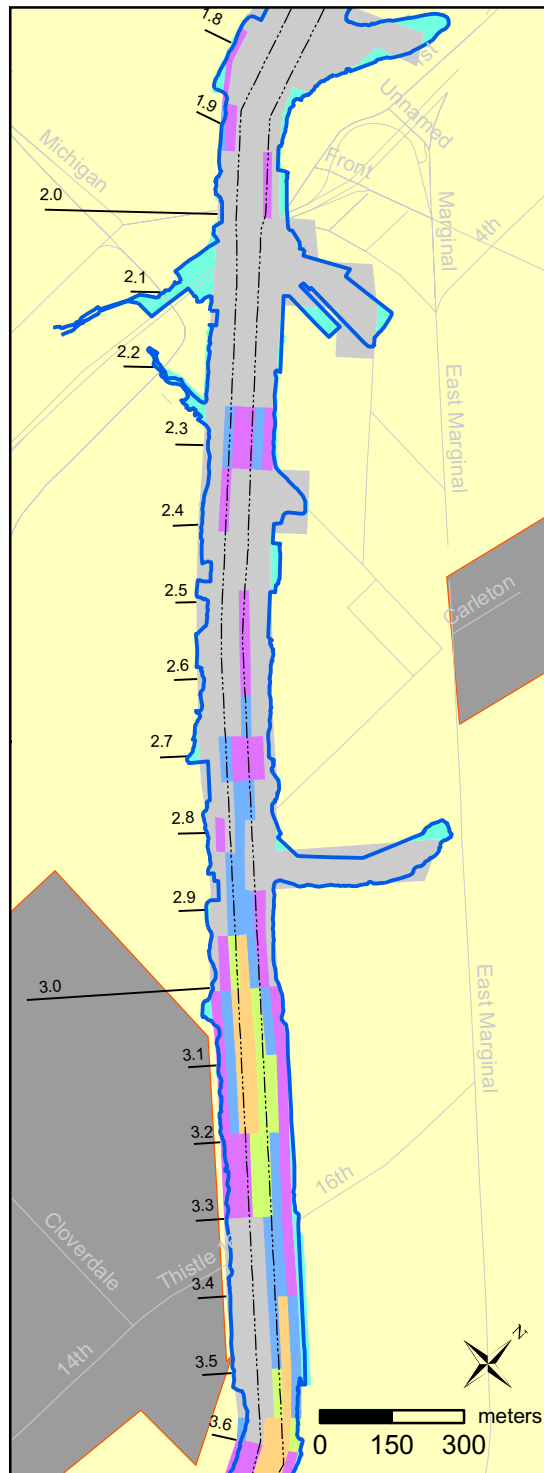 1.8
1st
1.9
Unnamed
Michigan
Front
2.0
Marginal
4th
2.1
2.2
East Marginal
2.3
2.4
2.5
Carleton
2.6
2.7
2.8
2.9
3.0
East Marginal
3.1
3.2
16th
3.3
Cloverdale
Thistle
3.4
14th
3.5
N
3.6
meters
0 150 300